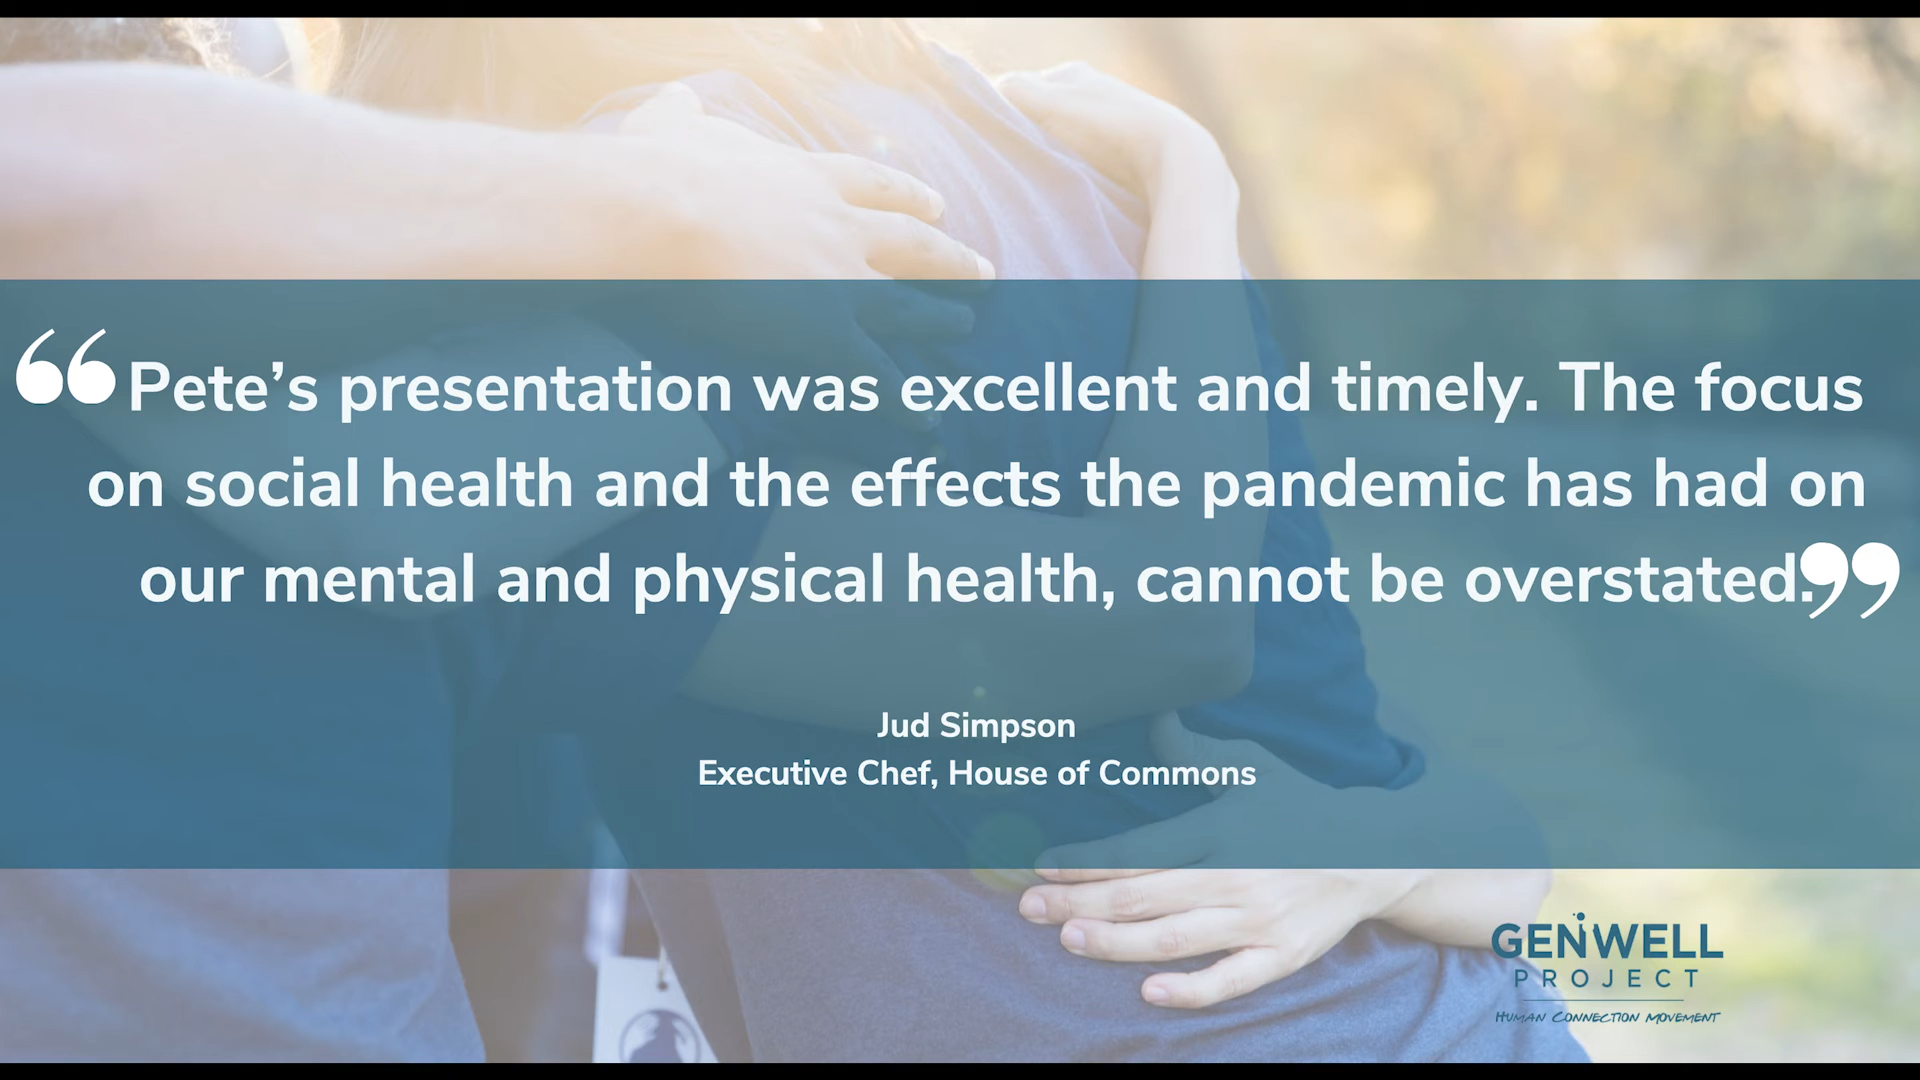 “Pete’s presentation was excellent and timely. The focus
on social health and the effects the pandemic has had on
our mental and physical health, cannot be overstated.”
Jud Simpson
Executive Chef, House of Commons
GENWELL
PROJECT
HUMAN CONNECTION MOVEMENT